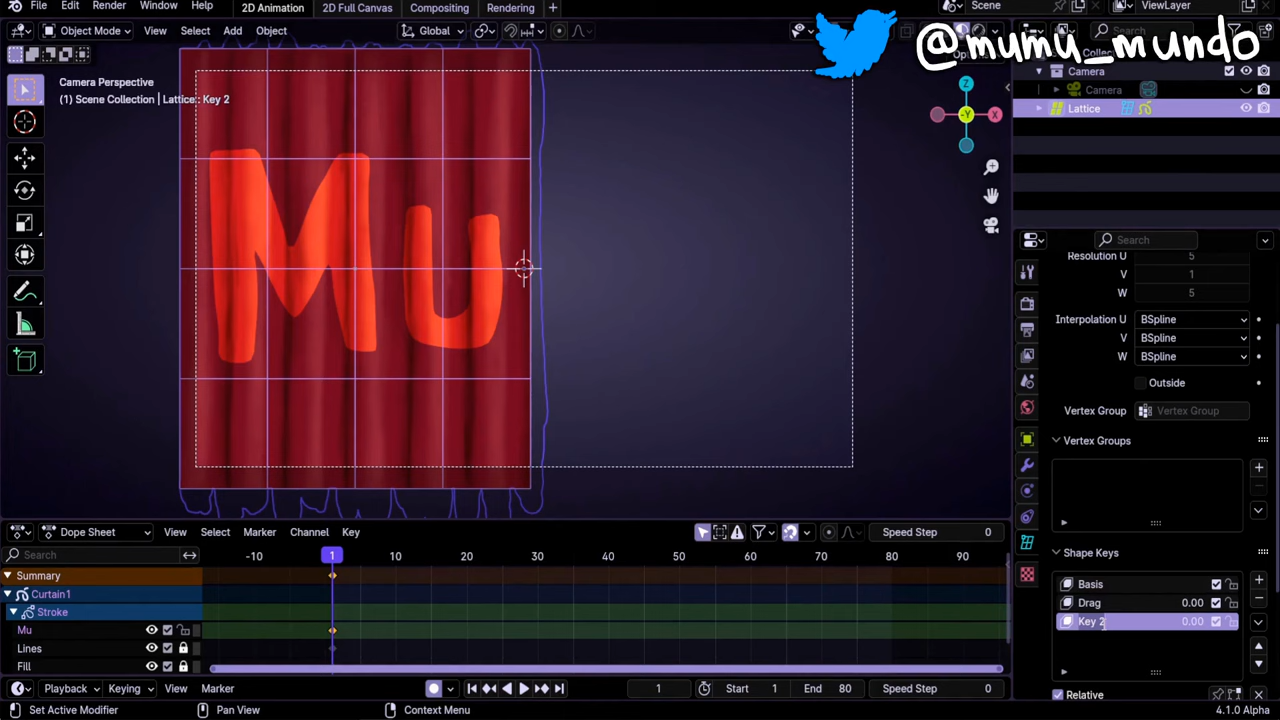 File Edit Render Window Help 2D Animation 2D Full Canvas Compositing Rendering + Scene ViewLayer
Object Mode View Select Add Object Global
@mumu_mundo
Camera Perspective
(1) Scene Collection | Lattice : Key 2
Z
-Y
X
Camera
Camera
Lattice
Mu
Search
Resolution U 5
V 1
W 5
Interpolation U BSpline
V BSpline
W BSpline
Outside
Vertex Group Vertex Group
Vertex Groups
Shape Keys
Basis
Drag 0.00
Key 2 0.00
Relative
Dope Sheet View Select Marker Channel Key Speed Step 0
Search -10 1 10 20 30 40 50 60 70 80 90
Summary
Curtain1
Stroke
Mu
Lines
Fill
Playback Keying View Marker 1 Start 1 End 80 Speed Step 0
Set Active Modifier Pan View Context Menu 4.1.0 Alpha